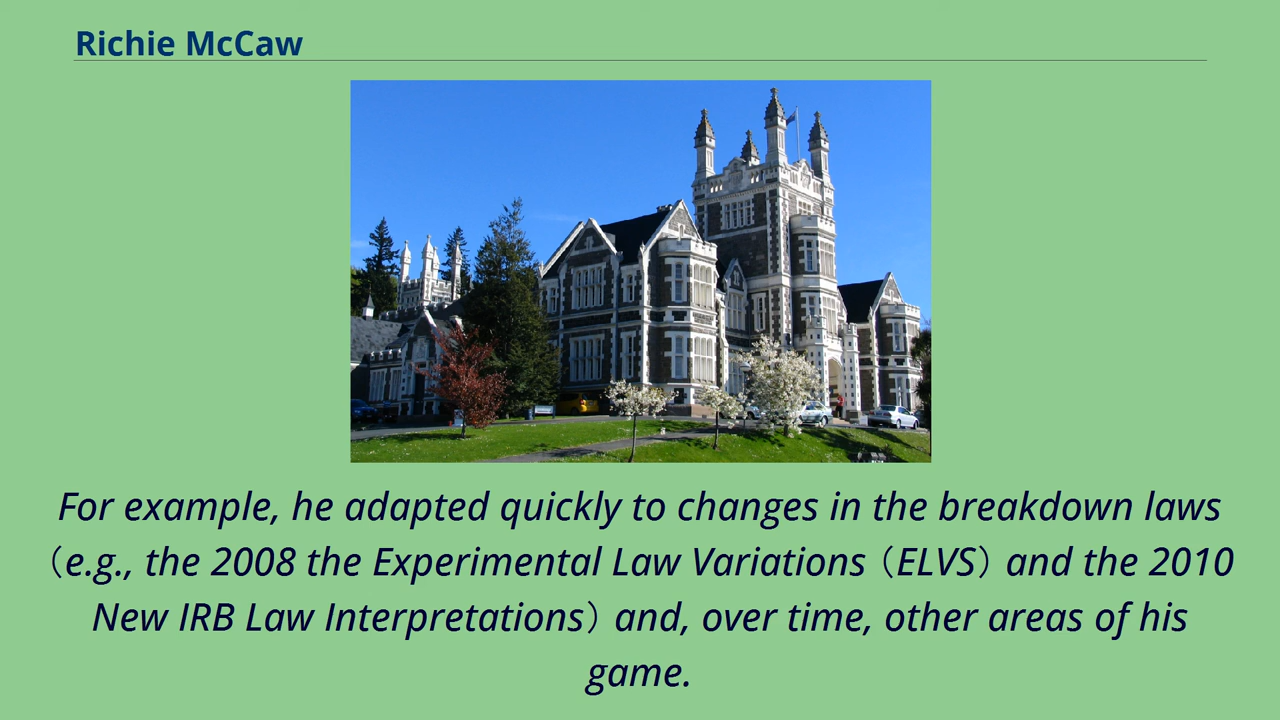 Richie McCaw
For example, he adapted quickly to changes in the breakdown laws
（e.g., the 2008 the Experimental Law Variations（ELVS）and the 2010
New IRB Law Interpretations）and, over time, other areas of his
game.